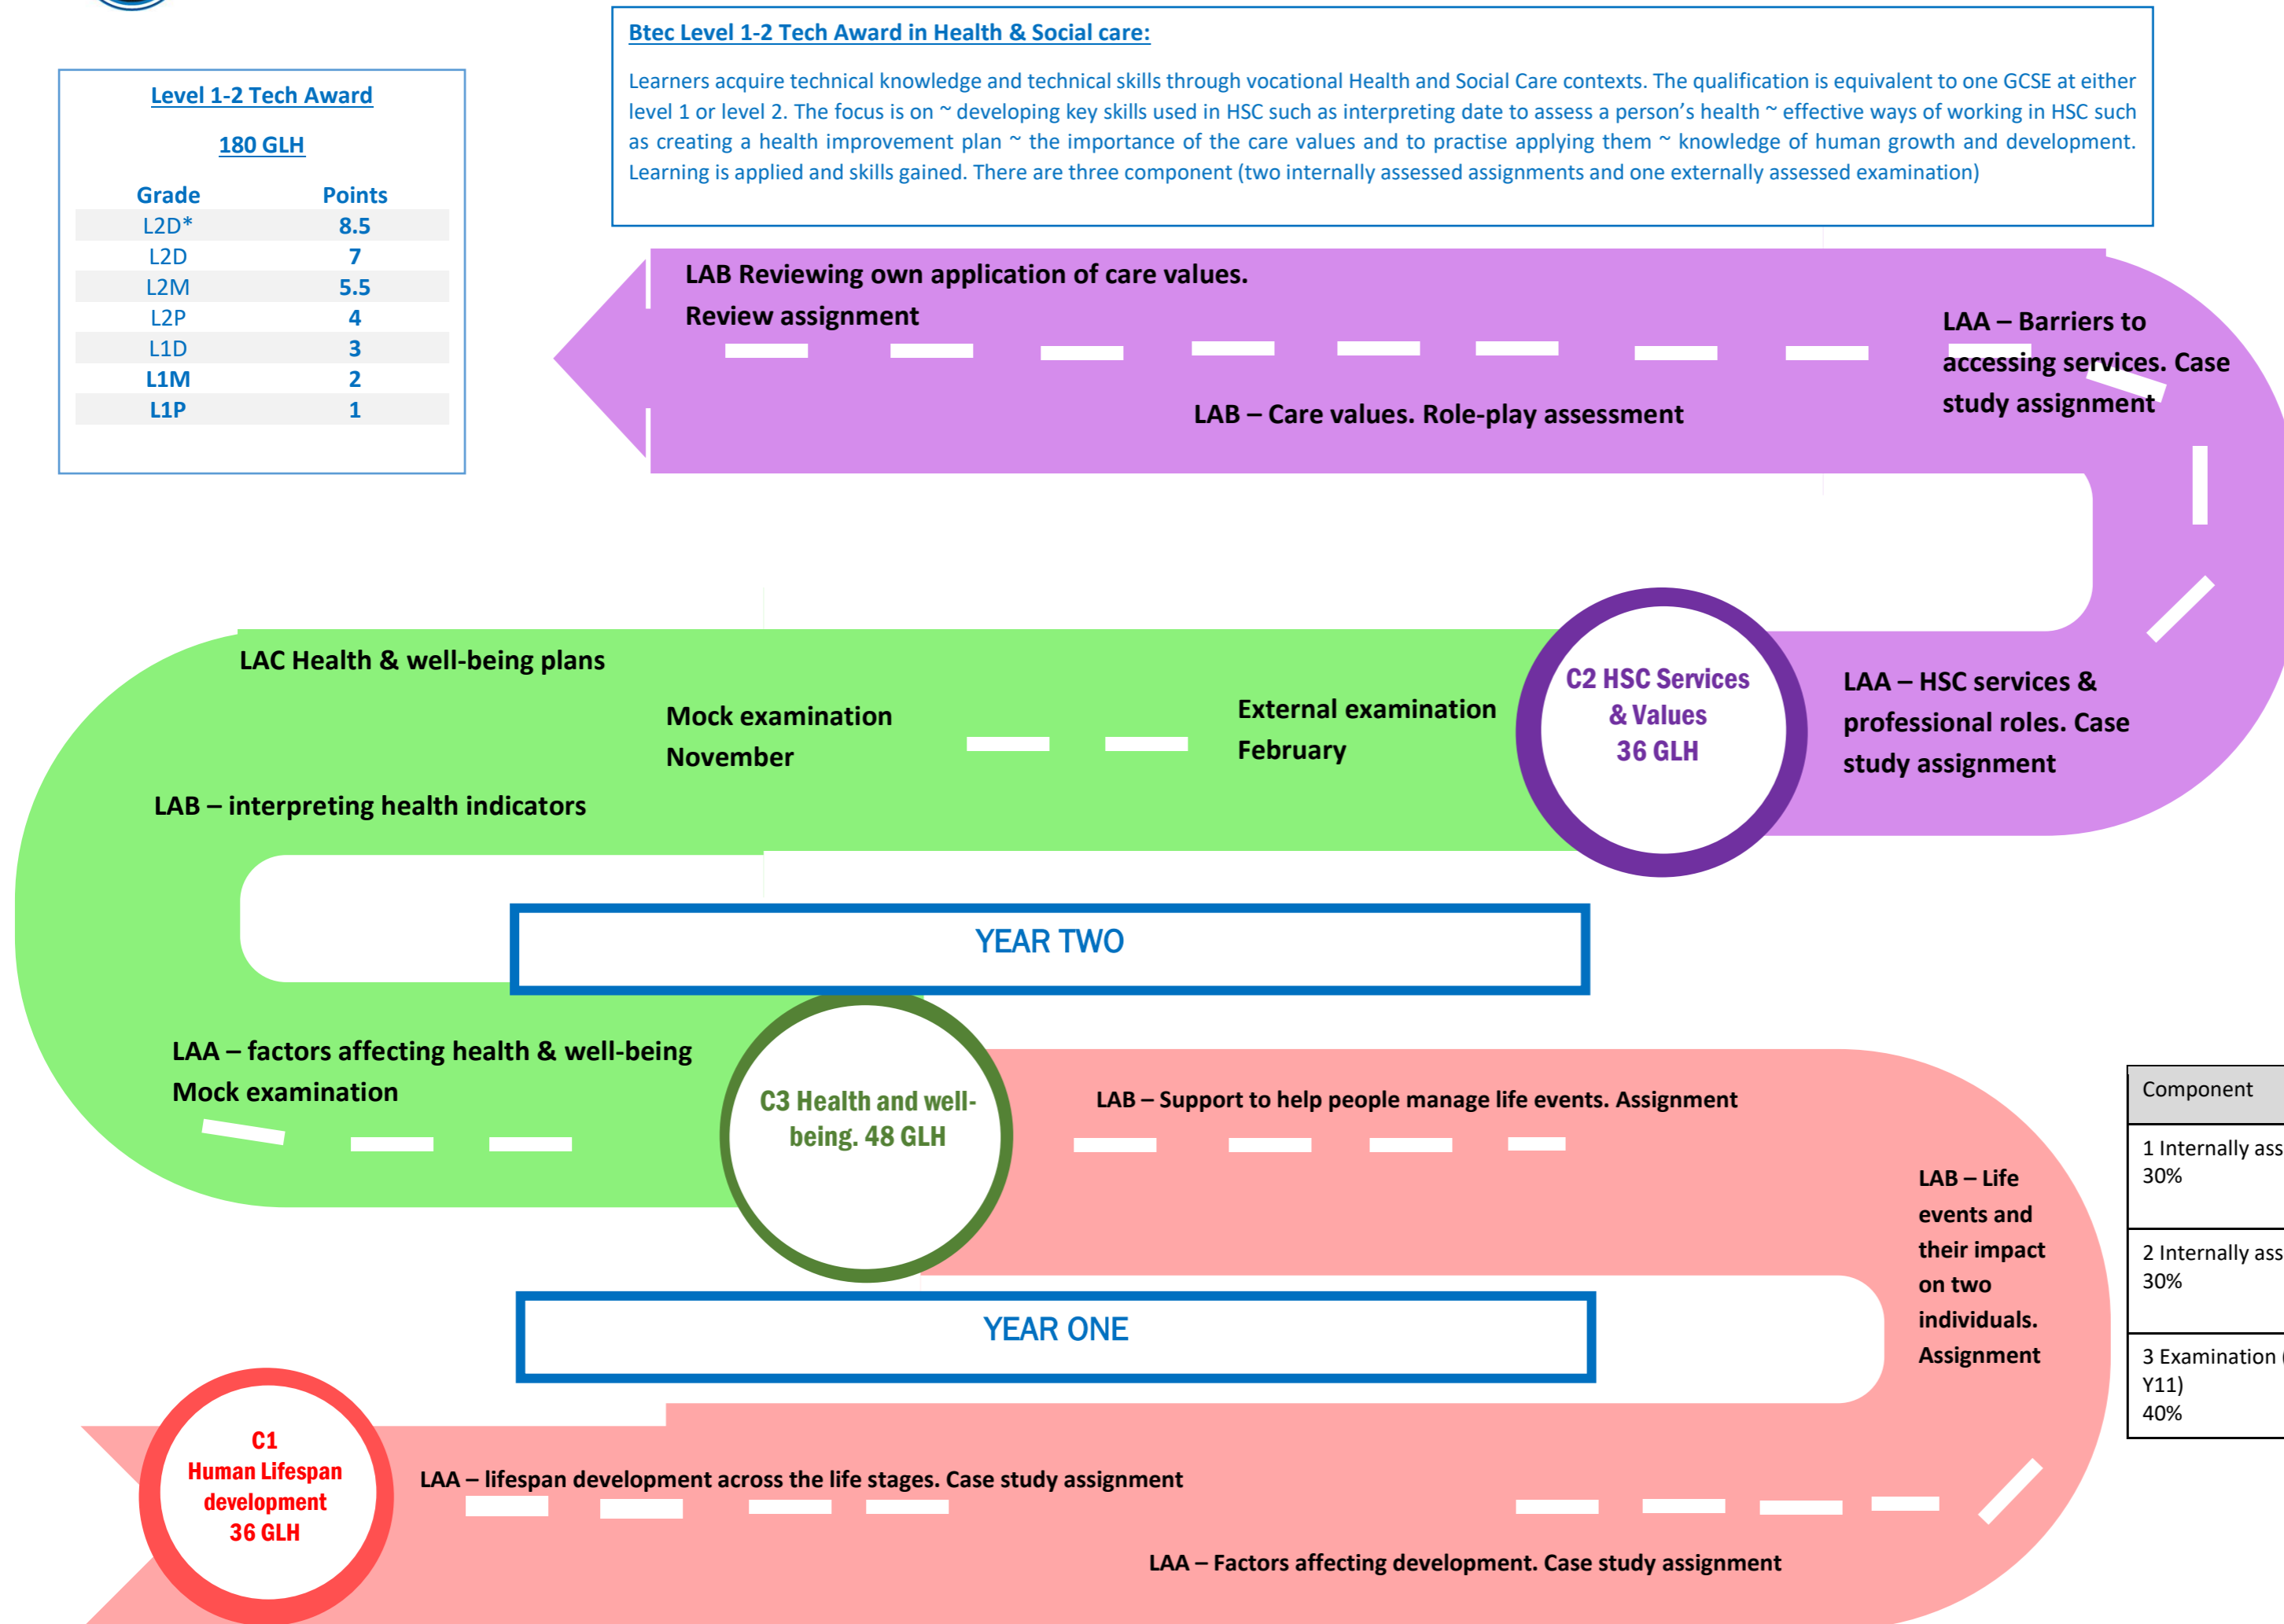 Btec Level 1-2 Tech Award in Health & Social care:
Learners acquire technical knowledge and technical skills through vocational Health and Social Care contexts. The qualification is equivalent to one GCSE at either
level 1 or level 2. The focus is on ~ developing key skills used in HSC such as interpreting date to assess a person's health ~ effective ways of working in HSC such
as creating a health improvement plan ~ the importance of the care values and to practise applying them ~ knowledge of human growth and development.
Learning is applied and skills gained. There are three component (two internally assessed assignments and one externally assessed examination)
Level 1-2 Tech Award
180 GLH
Grade Points
L2D* 8.5
L2D 7
L2M 5.5
L2P 4
L1D 3
L1M 2
L1P 1
LAB Reviewing own application of care values.
Review assignment
LAA – Barriers to
accessing services. Case
study assignment
LAB – Care values. Role-play assessment
LAC Health & well-being plans
Mock examination
November
External examination
February
C2 HSC Services
& Values
36 GLH
LAA – HSC services &
professional roles. Case
study assignment
LAB – interpreting health indicators
YEAR TWO
LAA – factors affecting health & well-being
Mock examination
C3 Health and well-
being. 48 GLH
LAB – Support to help people manage life events. Assignment
LAB – Life
events and
their impact
on two
individuals.
Assignment
Component
1 Internally ass
30%
2 Internally ass
30%
3 Examination (
Y11)
40%
YEAR ONE
C1
Human Lifespan
development
36 GLH
LAA – lifespan development across the life stages. Case study assignment
LAA – Factors affecting development. Case study assignment